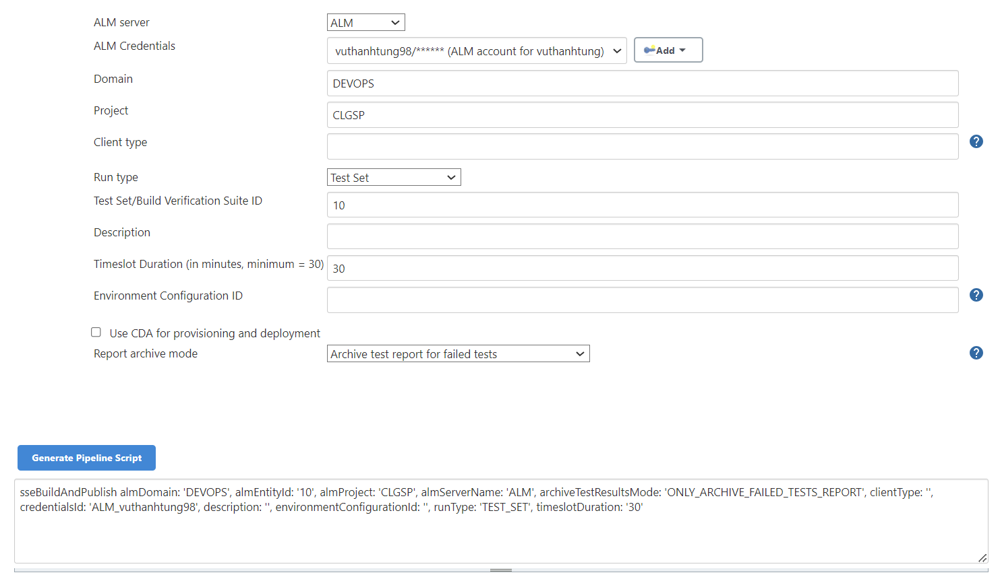 ALM server
ALM
ALM Credentials
vuthanhtung98/****** (ALM account for vuthanhtung)
Add
Domain
DEVOPS
Project
CLGSP
Client type
?
Run type
Test Set
Test Set/Build Verification Suite ID
10
Description
Timeslot Duration (in minutes, minimum = 30)
30
Environment Configuration ID
?
Use CDA for provisioning and deployment
Report archive mode
Archive test report for failed tests
?
Generate Pipeline Script
sseBuildAndPublish almDomain: 'DEVOPS', almEntityId: '10', almProject: 'CLGSP', almServerName: 'ALM', archiveTestResultsMode: 'ONLY_ARCHIVE_FAILED_TESTS_REPORT', clientType: '',
credentialsId: 'ALM_vuthanhtung98', description: '', environmentConfigurationId: '', runType: 'TEST_SET', timeslotDuration: '30'